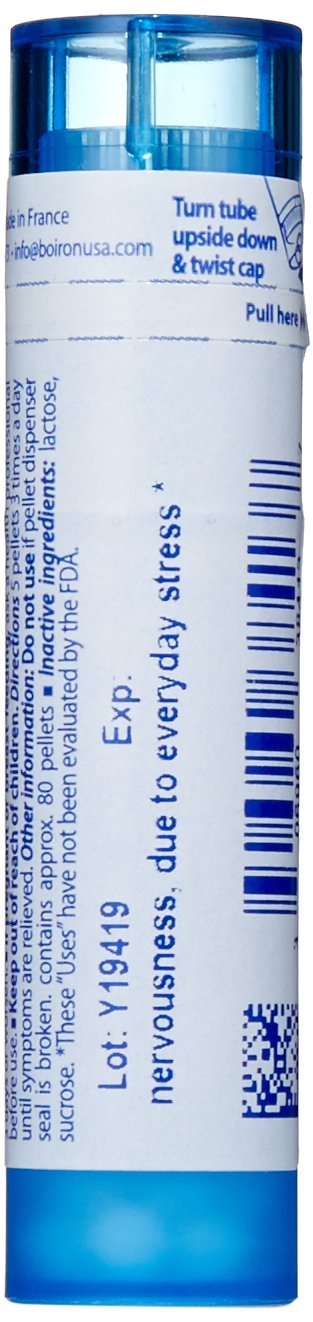 de in France
info@boironusa.com
Turn tube
upside down
& twist cap
Pull here
before use. ▪ Keep out of reach of children. Directions 5 pellets 3 times a day
until symptoms are relieved. Other information: Do not use if pellet dispenser
seal is broken. contains approx. 80 pellets ▪ Inactive ingredients: lactose,
sucrose. *These "Uses" have not been evaluated by the FDA.
Lot: Y19419 Exp:
nervousness, due to everyday stress *